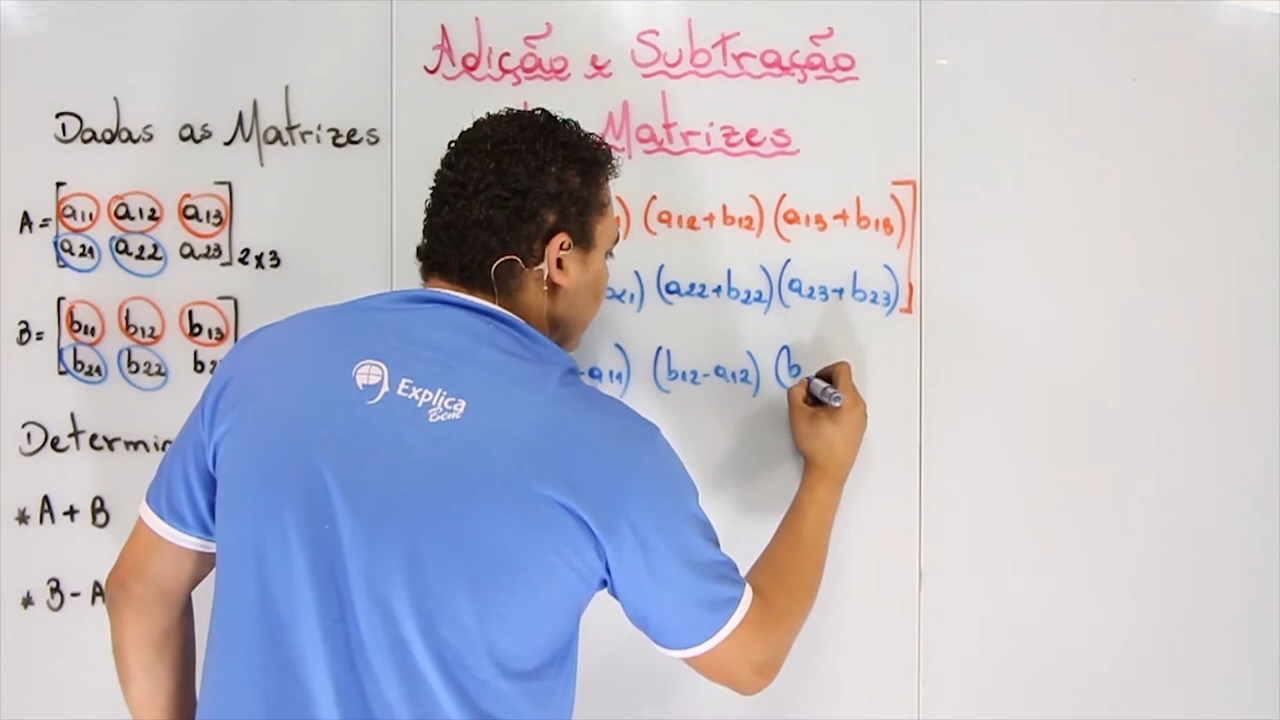 Adição e Subtração
Matrizes
Dadas as Matrizes
A = [a11 a12 a13
a21 a22 a23] 2x3
B = [b11 b12 b13]
b21 b22
* A + B
* B - A
(a12+b12) (a13+b13)]
(a22+b22) (a23+b23)]
-a11) (b12-a12) (b
Explica
Bem